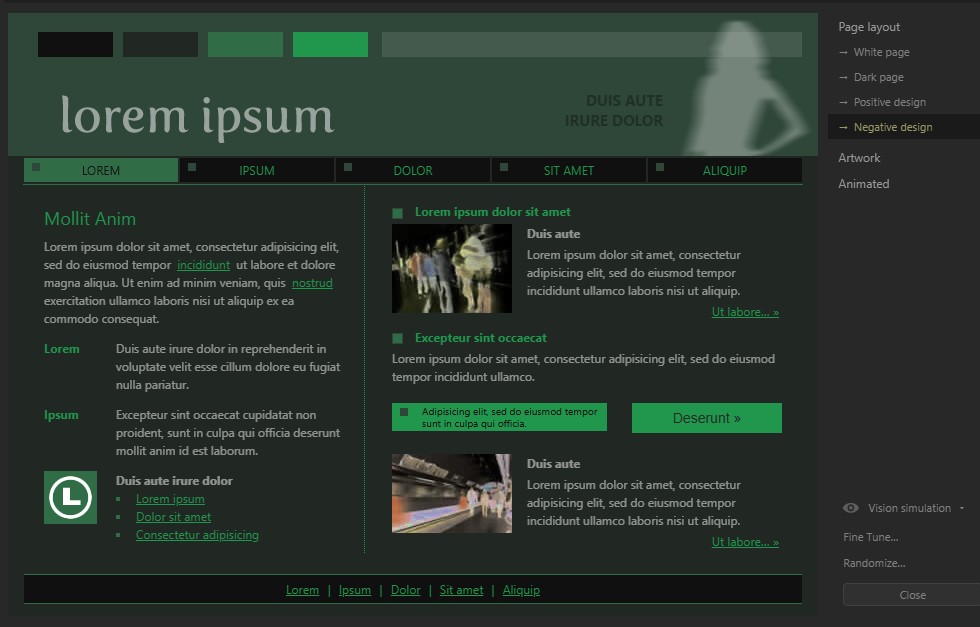 lorem ipsum
DUIS AUTE
IRURE DOLOR
LOREM
IPSUM
DOLOR
SIT AMET
ALIQUIP
Mollit Anim
Lorem ipsum dolor sit amet, consectetur adipisicing elit,
sed do eiusmod tempor incididunt ut labore et dolore
magna aliqua. Ut enim ad minim veniam, quis nostrud
exercitation ullamco laboris nisi ut aliquip ex ea
commodo consequat.
Lorem
Duis aute irure dolor in reprehenderit in
voluptate velit esse cillum dolore eu fugiat
nulla pariatur.
Ipsum
Excepteur sint occaecat cupidatat non
proident, sunt in culpa qui officia deserunt
mollit anim id est laborum.
L
Duis aute irure dolor
Lorem ipsum
Dolor sit amet
Consectetur adipisicing
Lorem ipsum dolor sit amet
Duis aute
Lorem ipsum dolor sit amet, consectetur
adipisicing elit, sed do eiusmod tempor
incididunt ullamco laboris nisi ut aliquip.
Ut labore... »
Excepteur sint occaecat
Lorem ipsum dolor sit amet, consectetur adipisicing elit, sed do eiusmod
tempor incididunt ullamco.
Adipisicing elit, sed do eiusmod tempor
sunt in culpa qui officia.
Deserunt »
Duis aute
Lorem ipsum dolor sit amet, consectetur
adipisicing elit, sed do eiusmod tempor
incididunt ullamco laboris nisi ut aliquip.
Ut labore... »
Lorem | Ipsum | Dolor | Sit amet | Aliquip
Page layout
→ White page
→ Dark page
→ Positive design
→ Negative design
Artwork
Animated
Vision simulation
Fine Tune...
Randomize...
Close